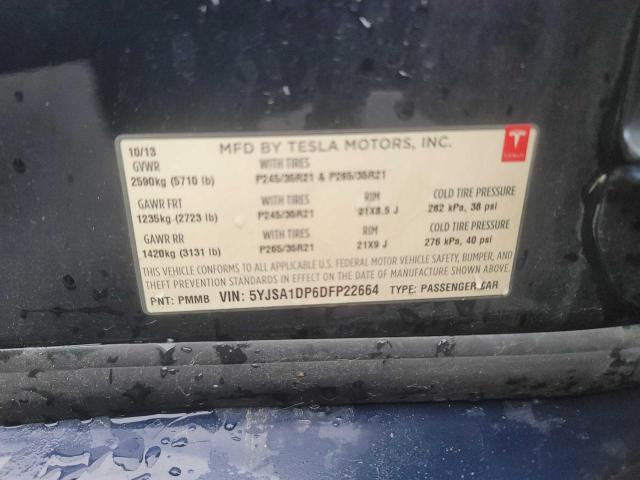 10/13 MFD BY TESLA MOTORS, INC. TESLA
GVWR WITH TIRES
2590kg (5710 lb) P245/35R21 & P265/35R21
GAWR FRT WITH TIRES RIM COLD TIRE PRESSURE
1235kg (2723 lb) P245/35R21 21X8.5 J 262 kPa, 38 psi
GAWR RR WITH TIRES RIM COLD TIRE PRESSURE
1420kg (3131 lb) P265/35R21 21X9 J 276 kPa, 40 psi
THIS VEHICLE CONFORMS TO ALL APPLICABLE U.S. FEDERAL MOTOR VEHICLE SAFETY, BUMPER,
AND THEFT PREVENTION STANDARDS IN EFFECT ON THE DATE OF MANUFACTURE SHOWN ABOVE.
PNT: PMMB VIN: 5YJSA1DP6DFP22664 TYPE: PASSENGER CAR